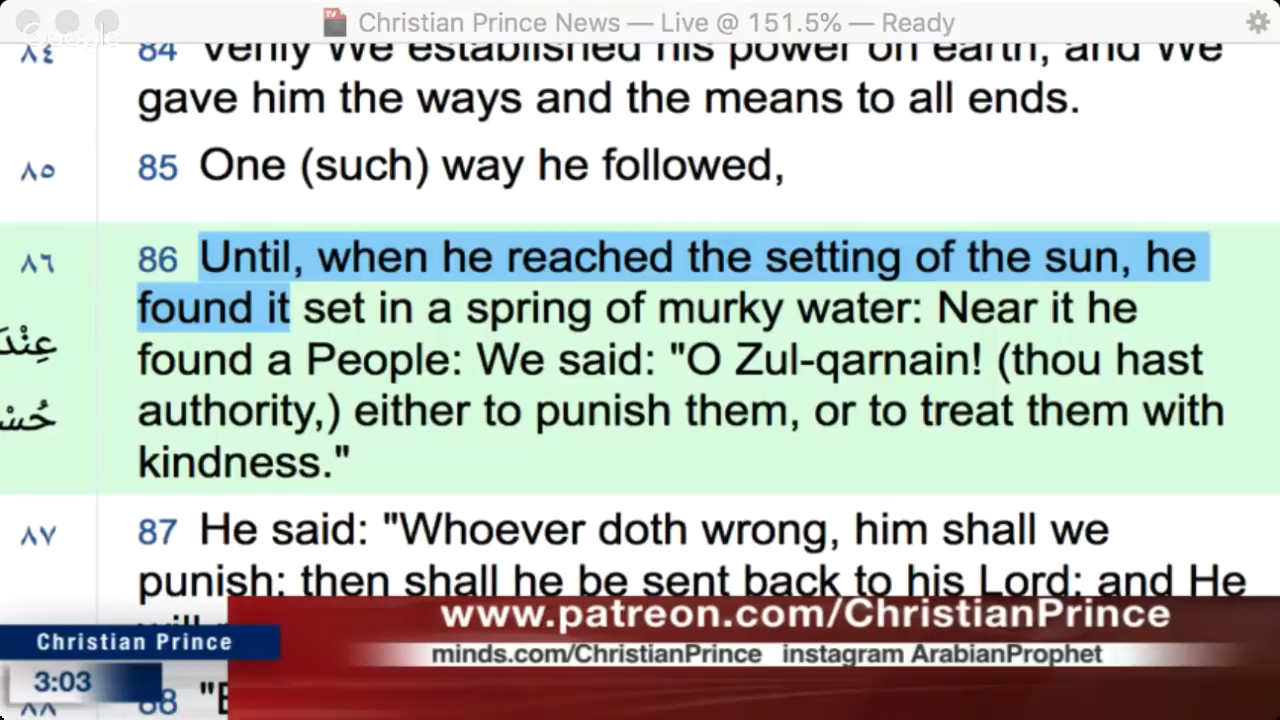 Christian Prince News — Live @ 151.5% — Ready
Google
٨٤ 84 Verily We established his power on earth, and We
gave him the ways and the means to all ends.
٨٥ 85 One (such) way he followed,
٨٦ 86 Until, when he reached the setting of the sun, he
found it set in a spring of murky water: Near it he
عِنْدَ found a People: We said: "O Zul-qarnain! (thou hast
authority,) either to punish them, or to treat them with
kindness."
٨٧ 87 He said: "Whoever doth wrong, him shall we
punish; then shall he be sent back to his Lord; and He
www.patreon.com/ChristianPrince
Christian Prince
minds.com/ChristianPrince instagram ArabianProphet
3:03
٨٨ 88